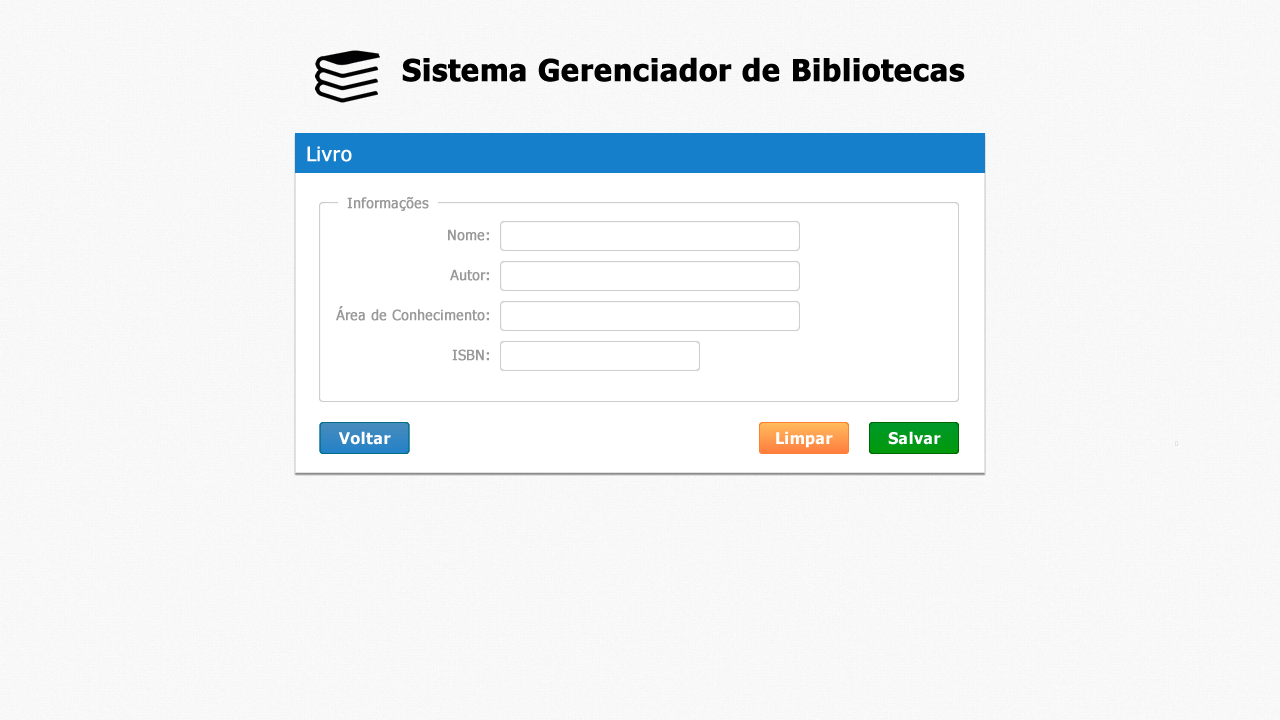 Sistema Gerenciador de Bibliotecas
Livro
Informações
Nome:
Autor:
Área de Conhecimento:
ISBN:
Voltar Limpar Salvar